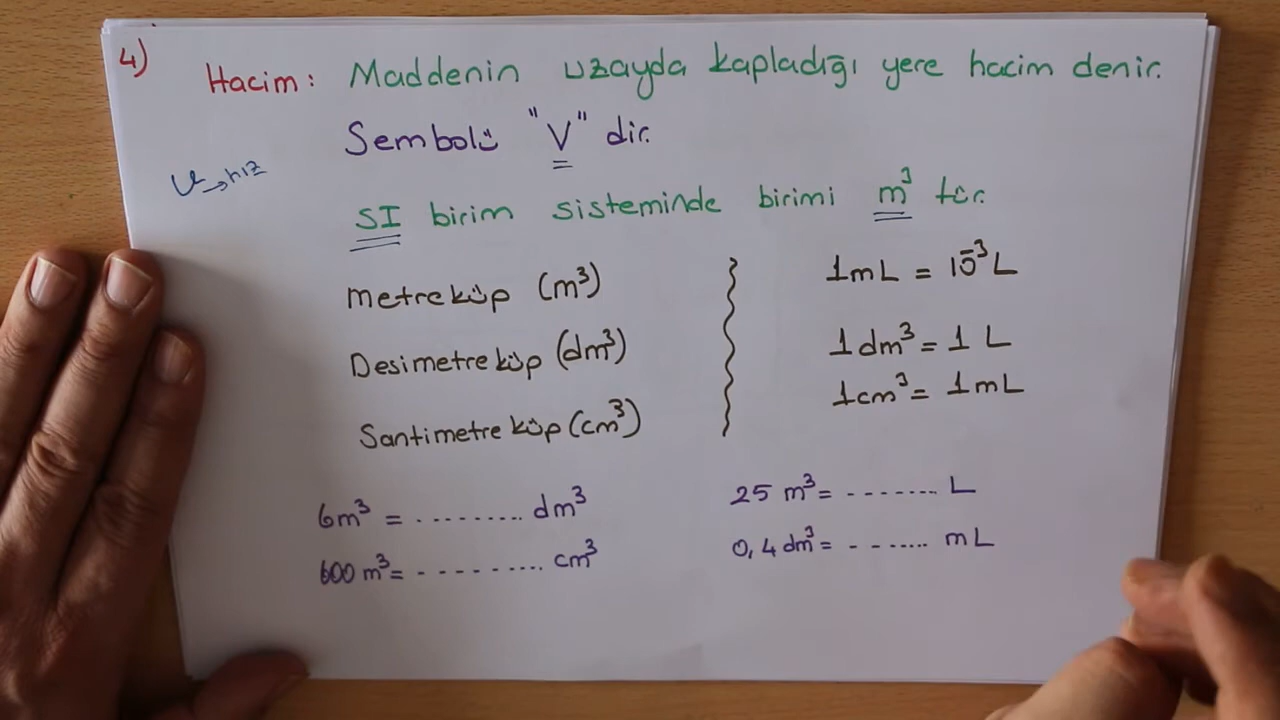 4) Hacim: Maddenin uzayda kapladığı yere hacim denir.
Sembolü "V" dir.
υ→hız
SI birim sisteminde birimi m³ tür.
Metreküp (m³)
Desimetreküp (dm³)
Santimetreküp (cm³)
1mL = 10⁻³ L
1dm³ = 1 L
1cm³ = 1mL
6m³ = ......... dm³
600 m³ = ......... cm³
25 m³ = ....... L
0,4 dm³ = ....... mL